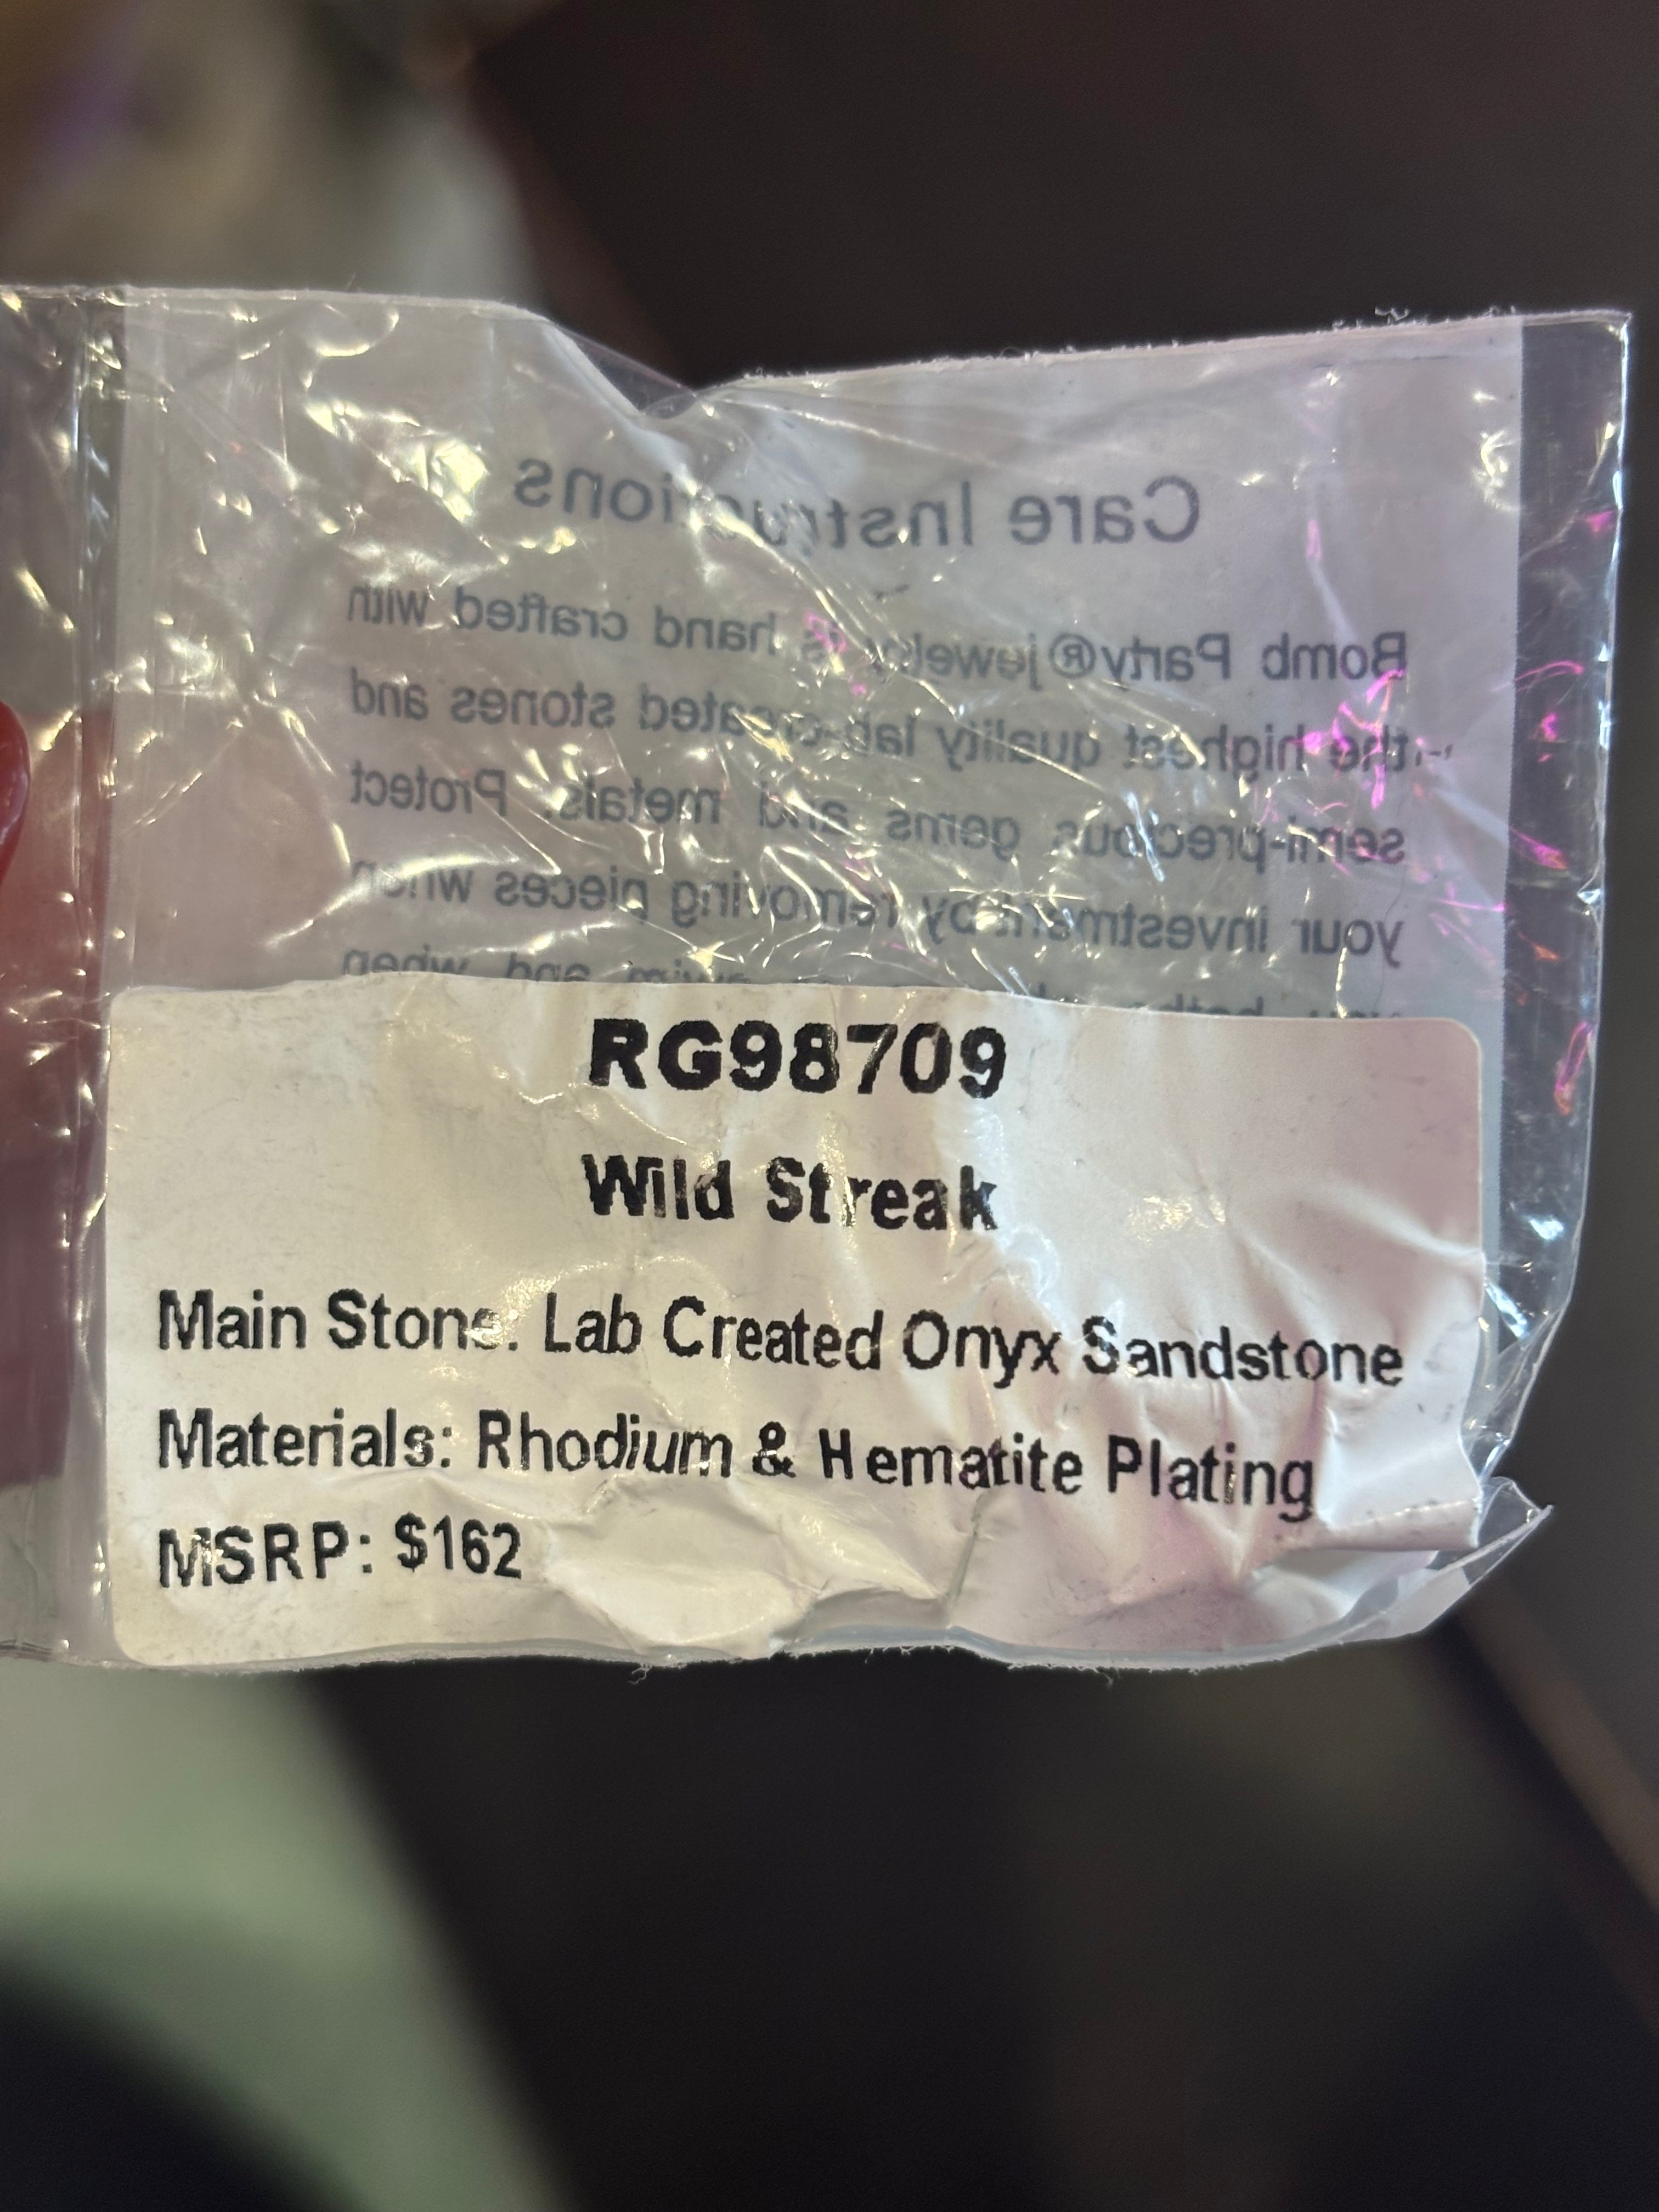 Care Instructions
Bomb Party® jewelry is hand crafted with
the highest quality lab-created stones and
semi-precious gems and metals. Protect
your investment by removing pieces when
and when
RG98709
Wild Streak
Main Stone: Lab Created Onyx Sandstone
Materials: Rhodium & Hematite Plating
MSRP: $162